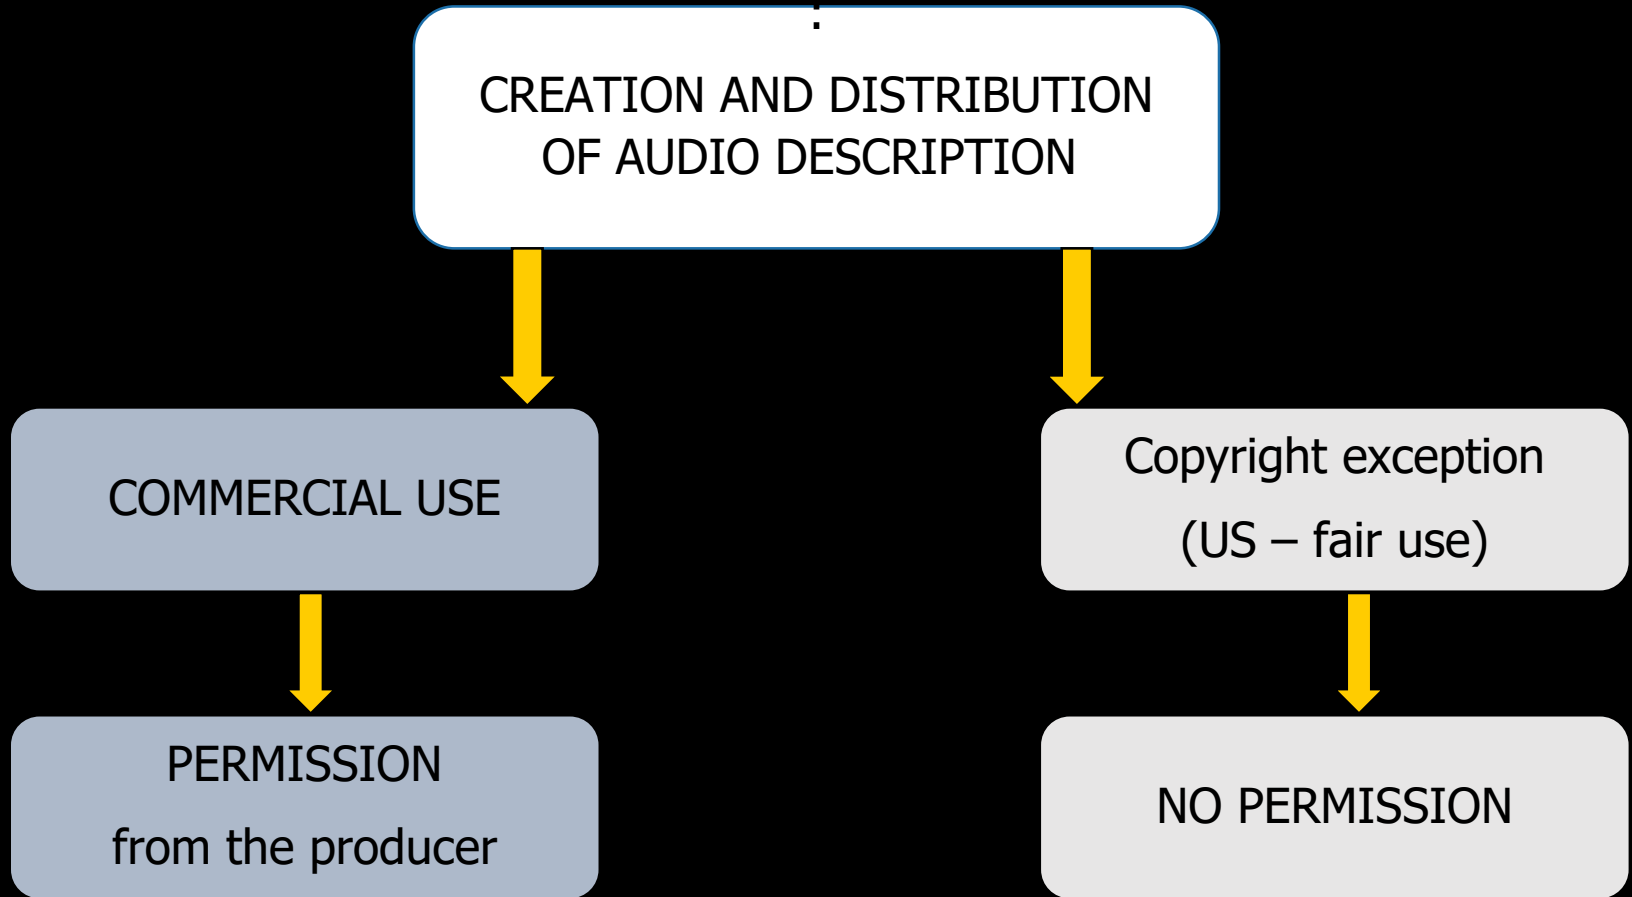 :
CREATION AND DISTRIBUTION
OF AUDIO DESCRIPTION
COMMERCIAL USE
Copyright exception
(US – fair use)
PERMISSION
from the producer
NO PERMISSION